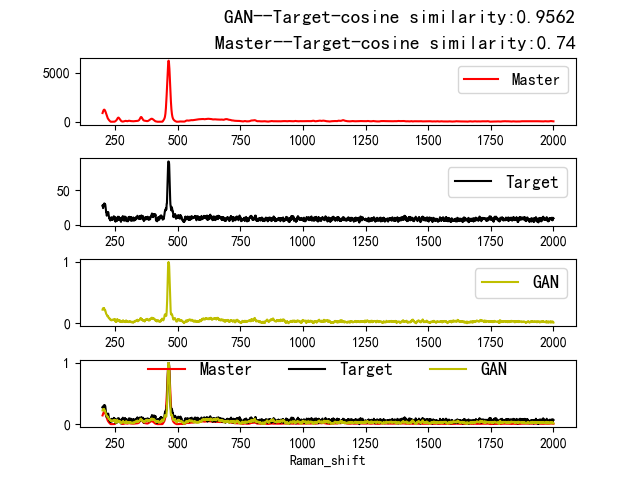 GAN--Target-cosine similarity:0.9562
Master--Target-cosine similarity:0.74
5000
0
Master
250 500 750 1000 1250 1500 1750 2000
50
0
Target
250 500 750 1000 1250 1500 1750 2000
1
0
GAN
250 500 750 1000 1250 1500 1750 2000
1
0
Master Target GAN
250 500 750 1000 1250 1500 1750 2000
Raman_shift